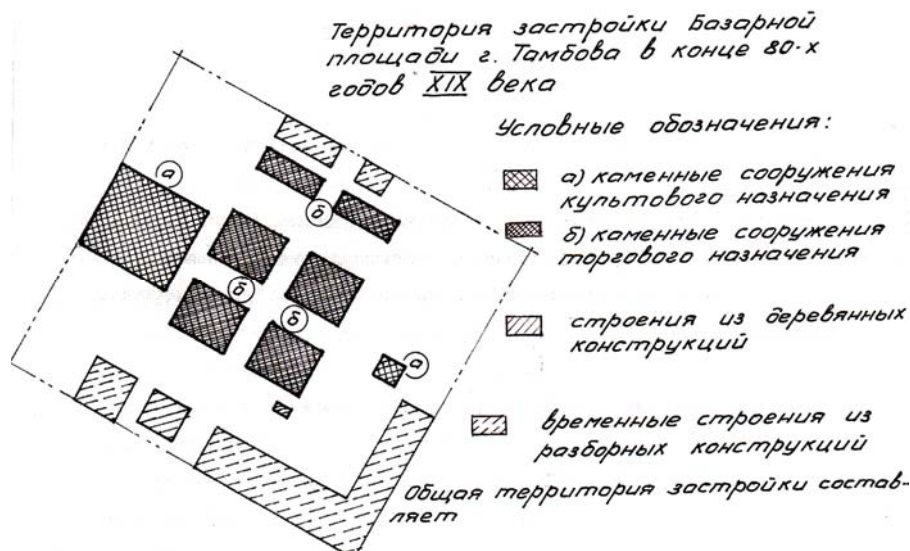 Территория застройки Базарной
площади г. Тамбова в конце 80-х
годов XIX века
Условные обозначения:
а) каменные сооружения
культового назначения
б) каменные сооружения
торгового назначения
строения из деревянных
конструкций
временные строения из
разборных конструкций
Общая территория застройки состав-
ляет
а
б
б
б
а